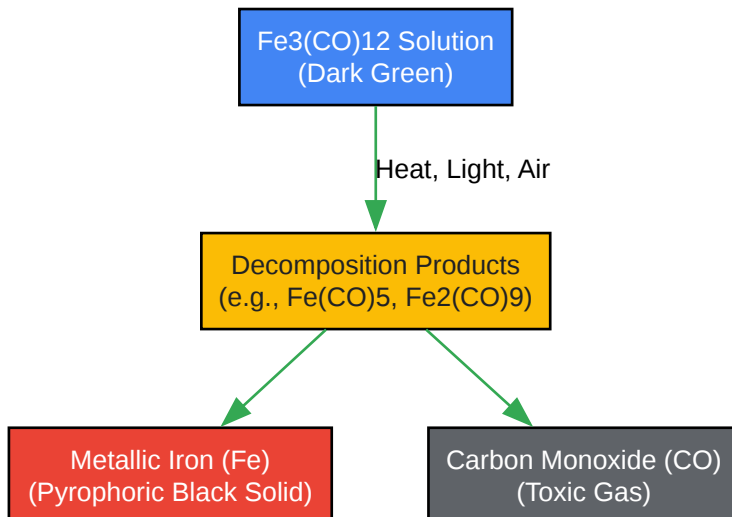 Fe3(CO)12 Solution
(Dark Green)
Heat, Light, Air
Decomposition Products
(e.g., Fe(CO)5, Fe2(CO)9)
Metallic Iron (Fe)
(Pyrophoric Black Solid)
Carbon Monoxide (CO)
(Toxic Gas)